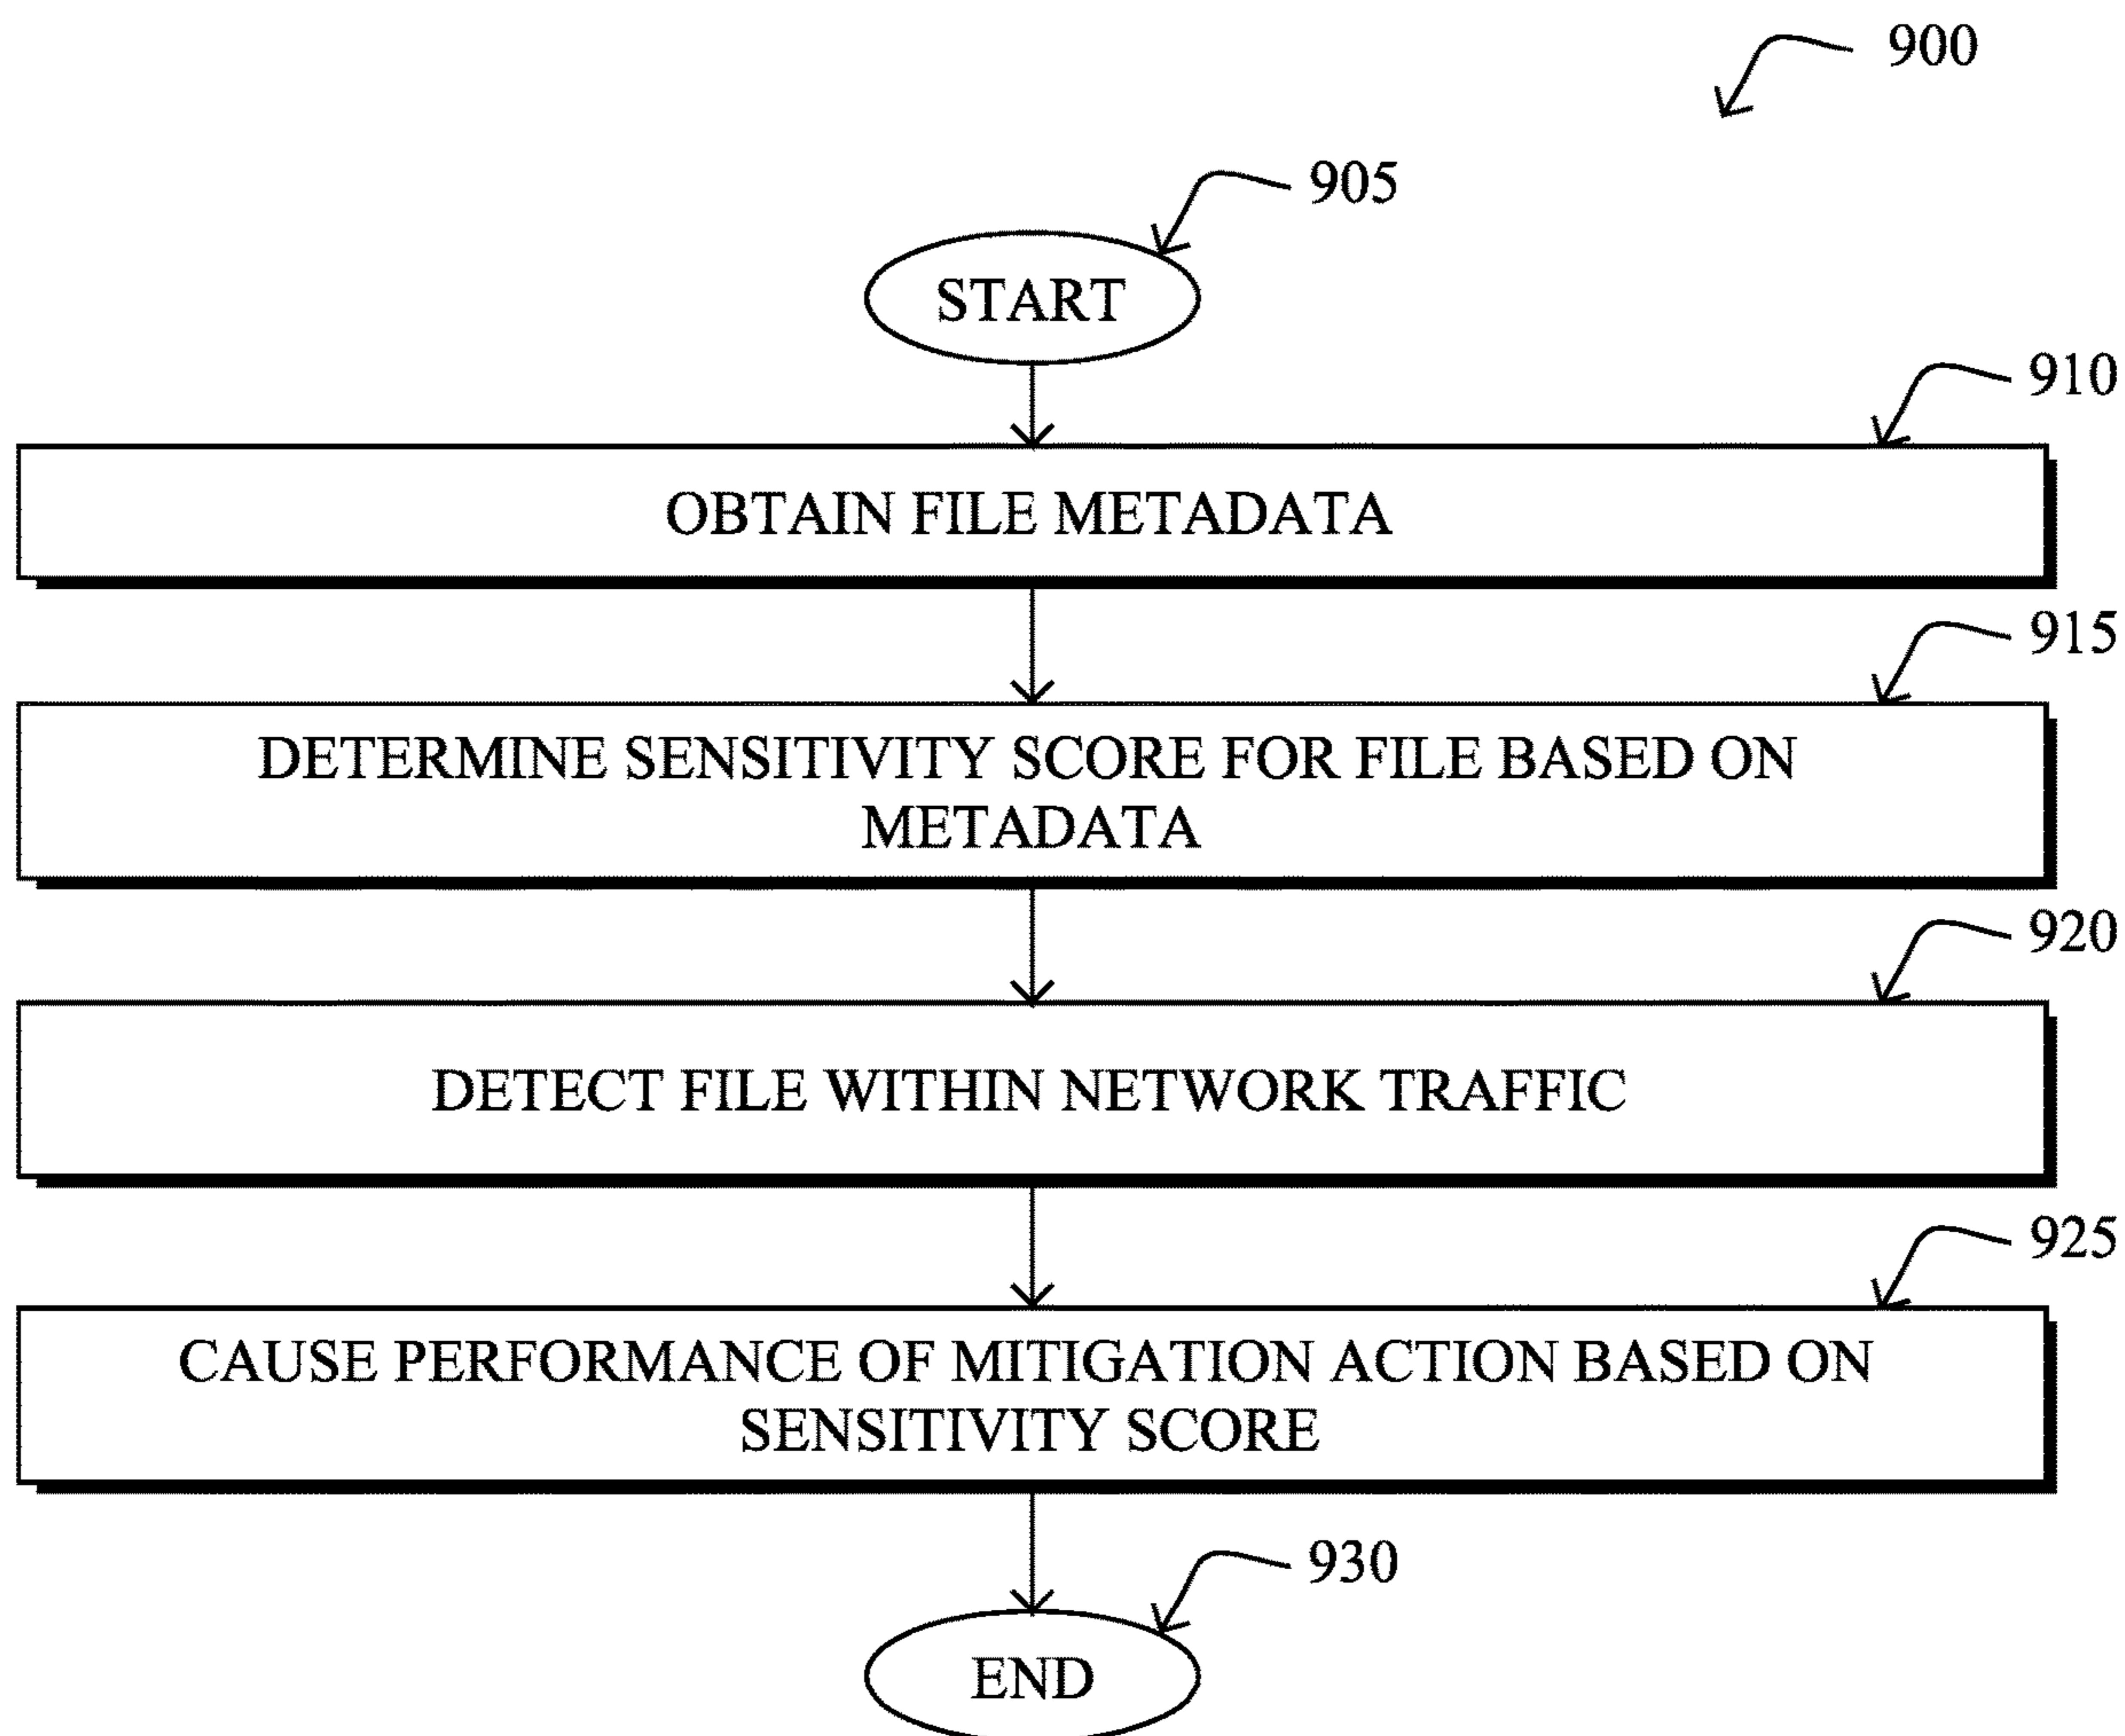 900
905
START
910
OBTAIN FILE METADATA
915
DETERMINE SENSITIVITY SCORE FOR FILE BASED ON
METADATA
920
DETECT FILE WITHIN NETWORK TRAFFIC
925
CAUSE PERFORMANCE OF MITIGATION ACTION BASED ON
SENSITIVITY SCORE
930
END